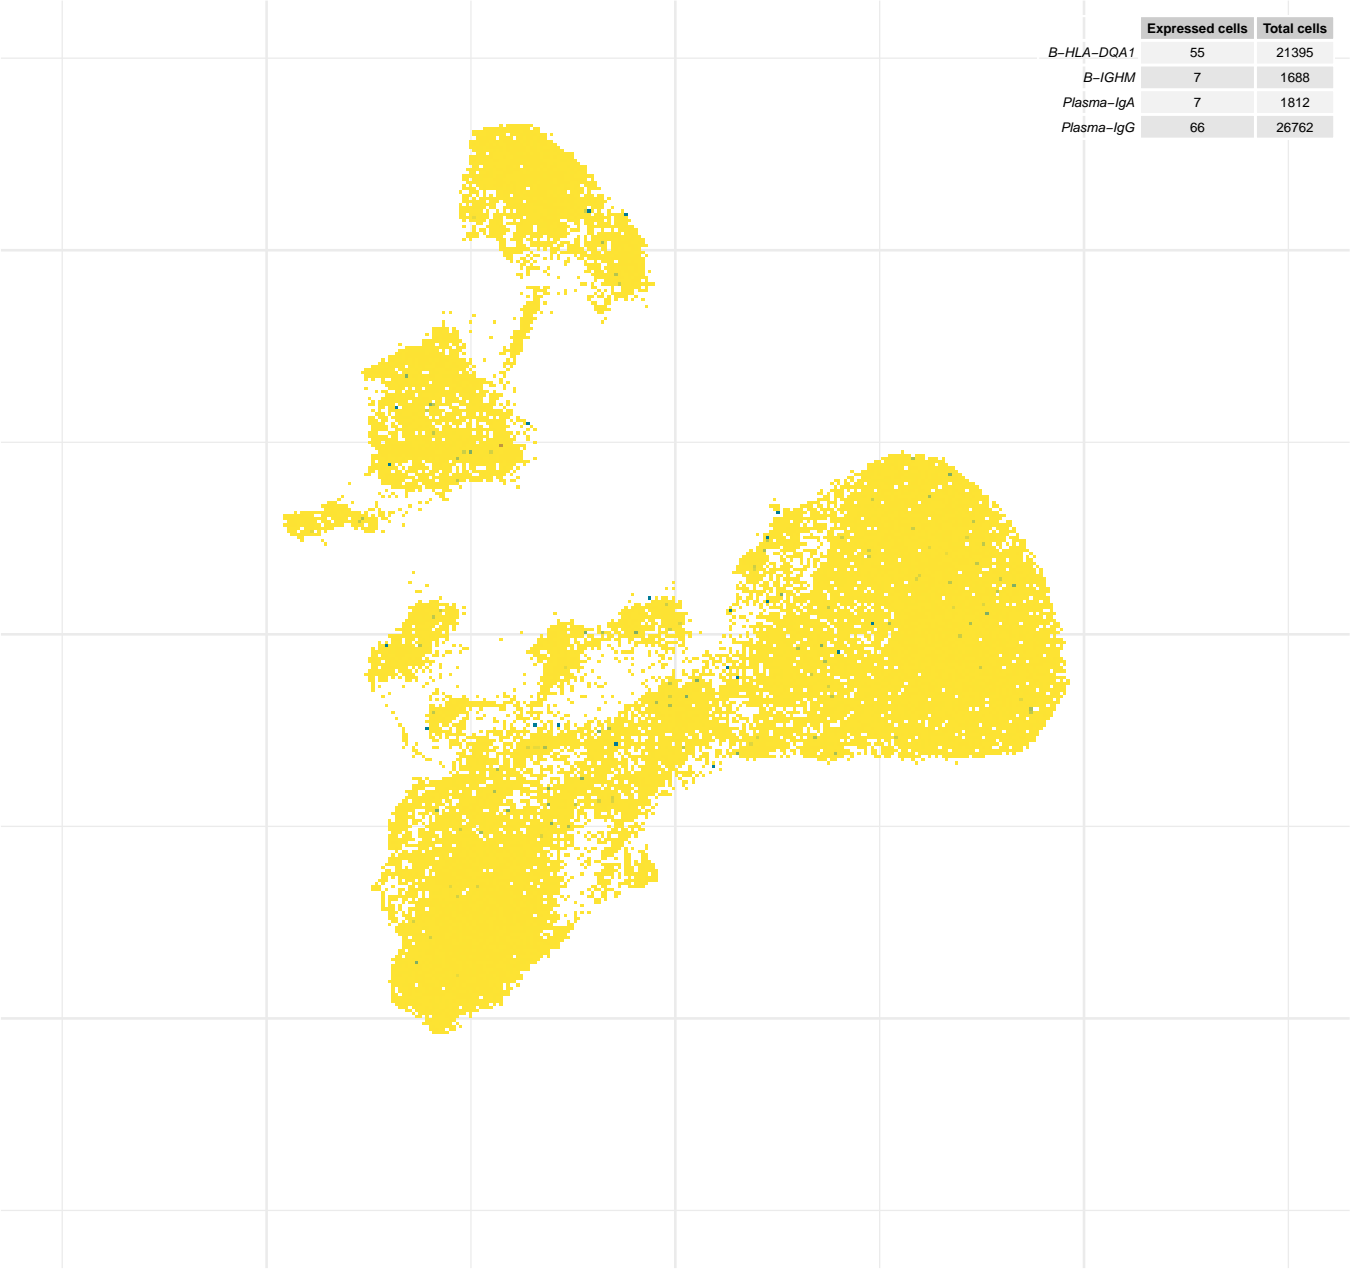 Expressed cells Total cells
B−HLA−DQA1 55 21395
B−IGHM 7 1688
Plasma−IgA 7 1812
Plasma−IgG 66 26762